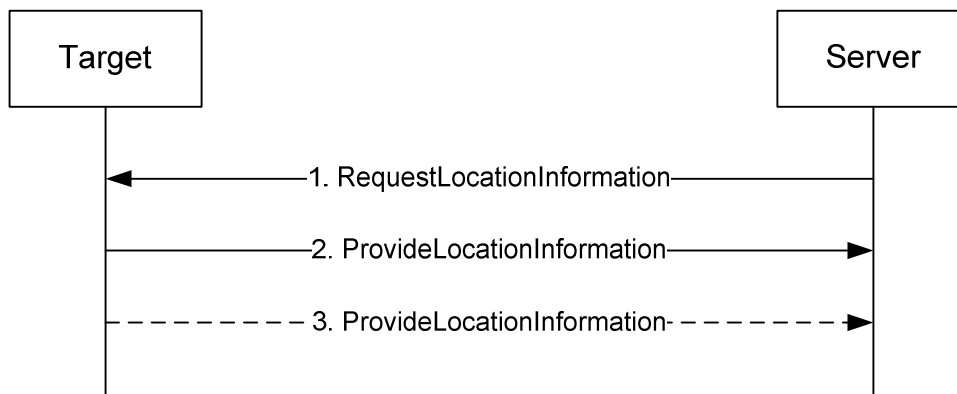 Target
Server
1. RequestLocationInformation
2. ProvideLocationInformation
3. ProvideLocationInformation